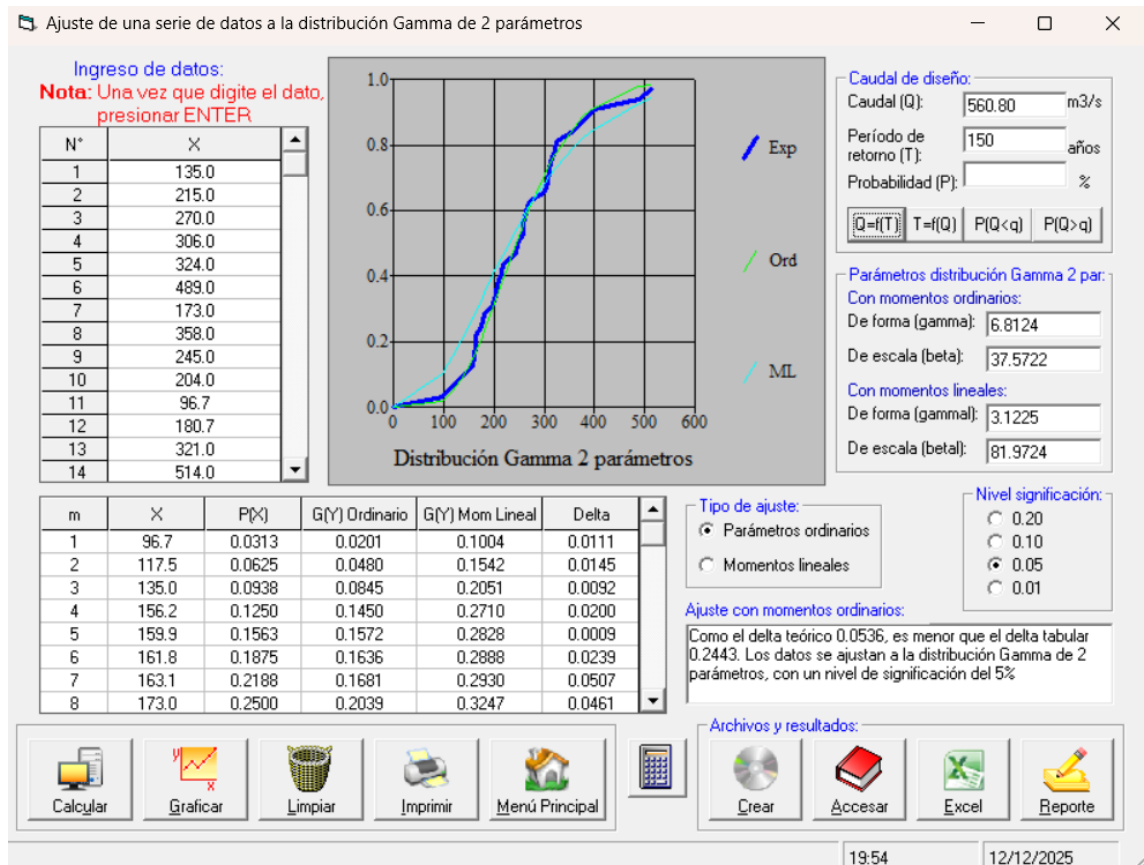 Ajuste de una serie de datos a la distribución Gamma de 2 parámetros
Ingreso de datos:
Nota: Una vez que digite el dato,
presionar ENTER
N° X
1 135.0
2 215.0
3 270.0
4 306.0
5 324.0
6 489.0
7 173.0
8 358.0
9 245.0
10 204.0
11 96.7
12 180.7
13 321.0
14 514.0
1.0
0.8
0.6
0.4
0.2
0.0
0 100 200 300 400 500 600
Exp
Ord
ML
Distribución Gamma 2 parámetros
Caudal de diseño:
Caudal (Q): 560.80 m3/s
Período de
retorno (T): 150 años
Probabilidad (P): %
Q=f(T) T=f(Q) P(Q<q) P(Q>q)
Parámetros distribución Gamma 2 par:
Con momentos ordinarios:
De forma (gamma): 6.8124
De escala (beta): 37.5722
Con momentos lineales:
De forma (gammal): 3.1225
De escala (betal): 81.9724
m X P(X) G(Y) Ordinario G(Y) Mom Lineal Delta
1 96.7 0.0313 0.0201 0.1004 0.0111
2 117.5 0.0625 0.0480 0.1542 0.0145
3 135.0 0.0938 0.0845 0.2051 0.0092
4 156.2 0.1250 0.1450 0.2710 0.0200
5 159.9 0.1563 0.1572 0.2828 0.0009
6 161.8 0.1875 0.1636 0.2888 0.0239
7 163.1 0.2188 0.1681 0.2930 0.0507
8 173.0 0.2500 0.2039 0.3247 0.0461
Tipo de ajuste:
Parámetros ordinarios
Momentos lineales
Nivel significación:
0.20
0.10
0.05
0.01
Ajuste con momentos ordinarios:
Como el delta teórico 0.0536, es menor que el delta tabular
0.2443. Los datos se ajustan a la distribución Gamma de 2
parámetros, con un nivel de significación del 5%
Calcular Graficar Limpiar Imprimir Menú Principal
Archivos y resultados:
Crear Accesar Excel Reporte
19:54 12/12/2025